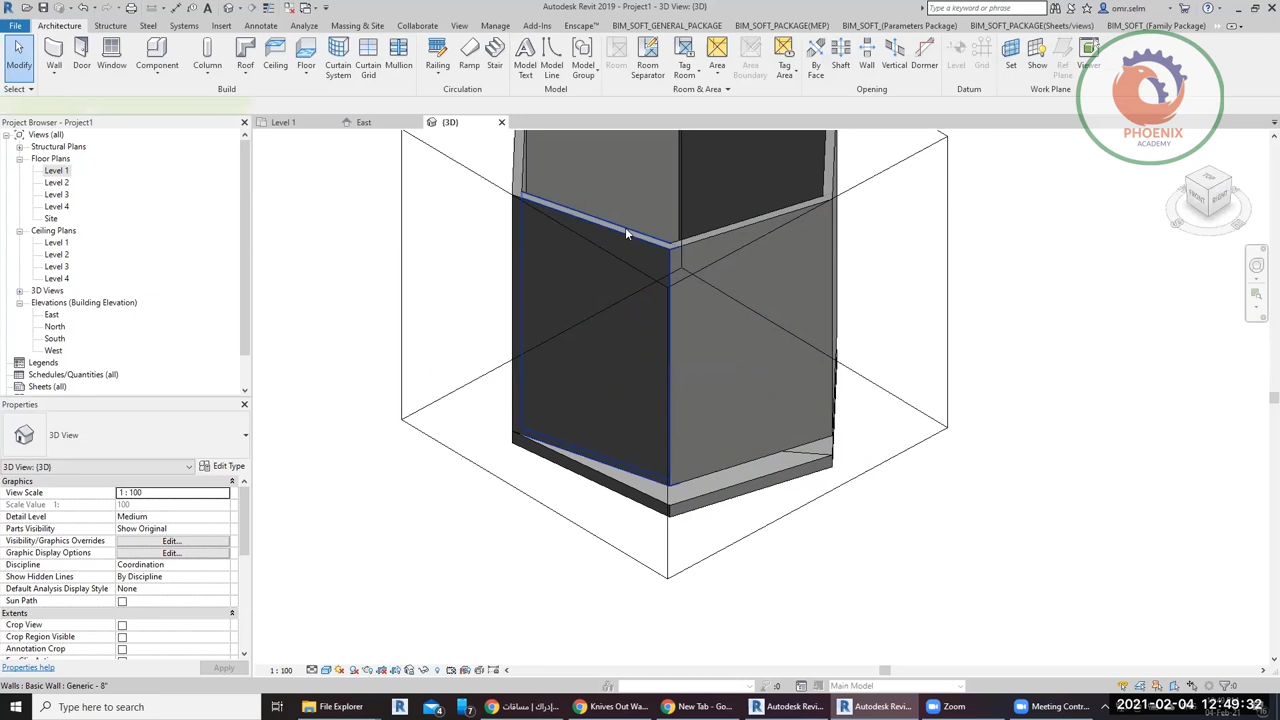 Autodesk Revit 2019 - Project1 - 3D View: {3D}
Type a keyword or phrase
omr.selm
File Architecture Structure Steel Systems Insert Annotate Analyze Massing & Site Collaborate View Manage Add-Ins Enscape™ BIM_SOFT_GENERAL_PACKAGE BIM_SOFT_PACKAGE(MEP) BIM_SOFT (Parameters Package) BIM_SOFT_(Sheets/views) BIM_SOFT (Family Package)
Modify Wall Door Window Component Column Roof Ceiling Floor Curtain System Curtain Grid Mullion Railing Ramp Stair Model Text Model Line Model Group Room Room Separator Tag Room Area Area Boundary Tag Area By Face Shaft Wall Vertical Dormer Level Grid Set Show Ref Plane Viewer
Select Build Circulation Model Room & Area Opening Datum Work Plane
PHOENIX
ACADEMY
Project Browser - Project1
Level 1 East {3D}
Views (all)
Structural Plans
Floor Plans
Level 1
Level 2
Level 3
Level 4
Site
Ceiling Plans
Level 1
Level 2
Level 3
Level 4
3D Views
Elevations (Building Elevation)
East
North
South
West
Legends
Schedules/Quantities (all)
Sheets (all)
TOP
FRONT
RIGHT
Properties
3D View
3D View: {3D} Edit Type
Graphics
View Scale 1 : 100
Scale Value 1: 100
Detail Level Medium
Parts Visibility Show Original
Visibility/Graphics Overrides Edit...
Graphic Display Options Edit...
Discipline Coordination
Show Hidden Lines By Discipline
Default Analysis Display Style None
Sun Path
Extents
Crop View
Crop Region Visible
Annotation Crop
Properties help Apply
1 : 100
Walls : Basic Wall : Generic - 8" :0 Main Model :0
Type here to search
File Explorer 4 7 مساقات | إدراك Knives Out Wa... New Tab - Go... Autodesk Revi... Autodesk Revi... Zoom Meeting Contr...
2021-02-04 12:49:32